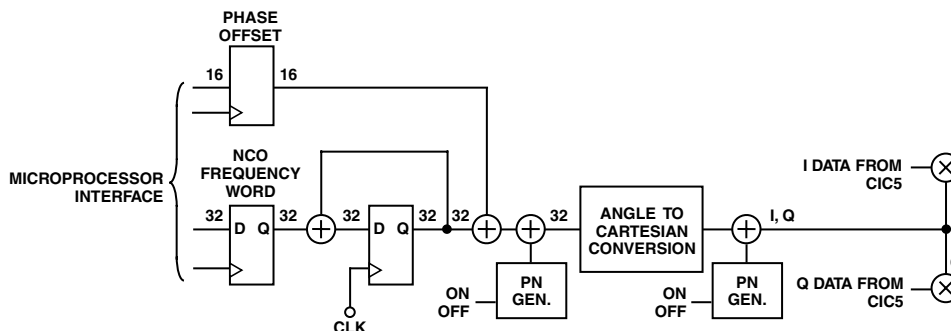 PHASE
OFFSET
16
16
MICROPROCESSOR
INTERFACE
NCO
FREQUENCY
WORD
32
D Q
32
32
D Q
32
32
32
CLK
ON
OFF
PN
GEN.
ANGLE TO
CARTESIAN
CONVERSION
ON
OFF
PN
GEN.
I, Q
I DATA FROM
CIC5
Q DATA FROM
CIC5